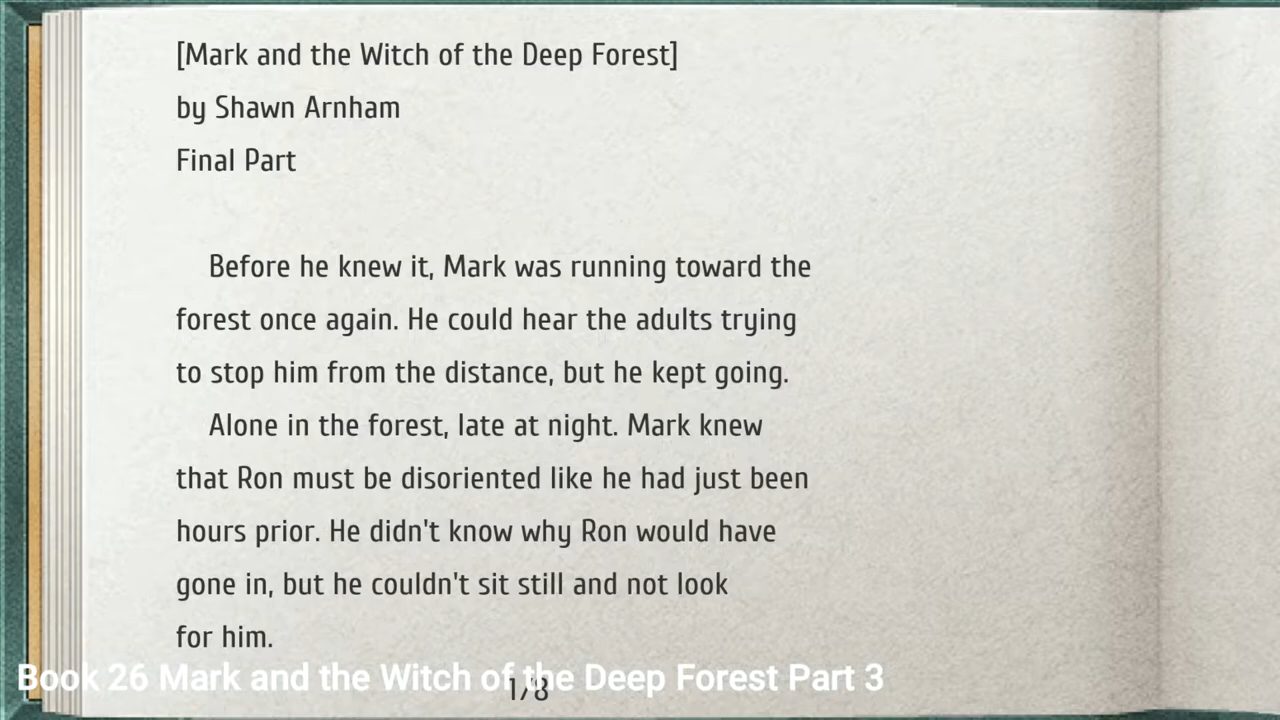 [Mark and the Witch of the Deep Forest]
by Shawn Arnham
Final Part
Before he knew it, Mark was running toward the
forest once again. He could hear the adults trying
to stop him from the distance, but he kept going.
Alone in the forest, late at night. Mark knew
that Ron must be disoriented like he had just been
hours prior. He didn't know why Ron would have
gone in, but he couldn't sit still and not look
for him.
Book 26 Mark and the Witch of the Deep Forest Part 3
1/8